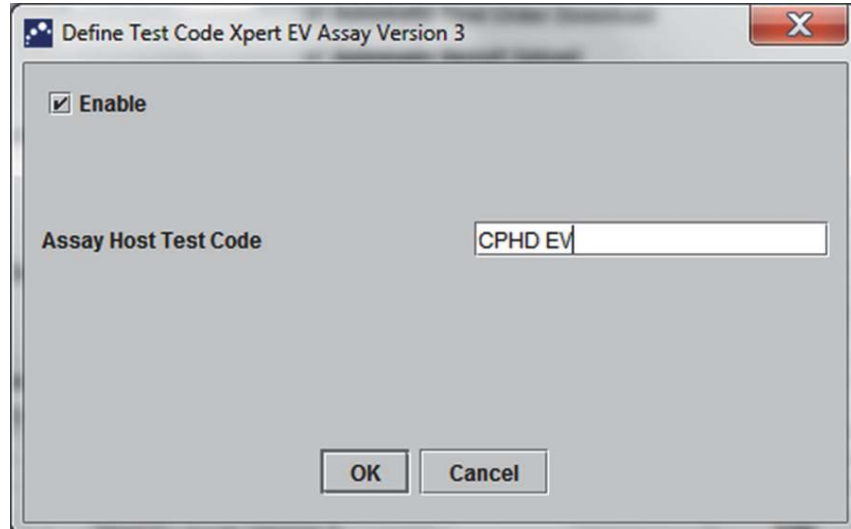 Define Test Code Xpert EV Assay Version 3
Enable
Assay Host Test Code
CPHD EV
OK
Cancel